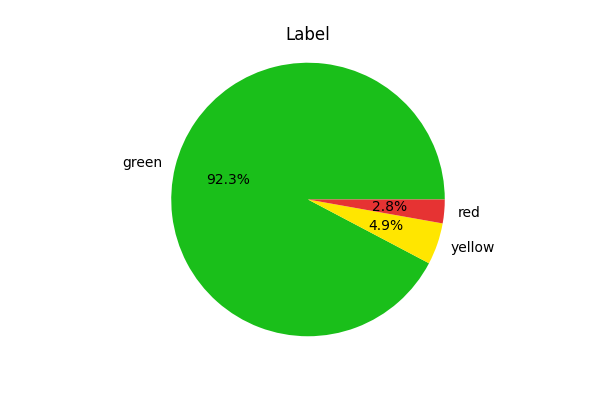 Label
green
92.3%
2.8%
red
4.9%
yellow